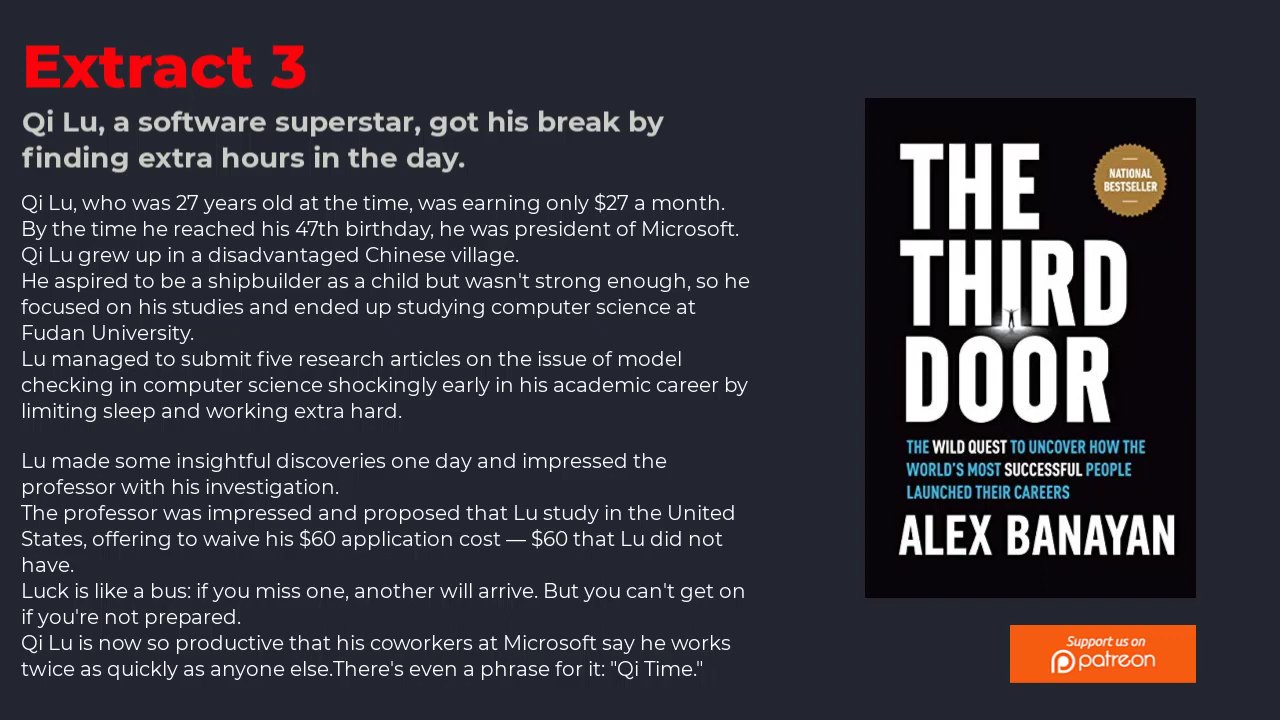 Extract 3
Qi Lu, a software superstar, got his break by
finding extra hours in the day.
Qi Lu, who was 27 years old at the time, was earning only $27 a month.
By the time he reached his 47th birthday, he was president of Microsoft.
Qi Lu grew up in a disadvantaged Chinese village.
He aspired to be a shipbuilder as a child but wasn't strong enough, so he
focused on his studies and ended up studying computer science at
Fudan University.
Lu managed to submit five research articles on the issue of model
checking in computer science shockingly early in his academic career by
limiting sleep and working extra hard.
Lu made some insightful discoveries one day and impressed the
professor with his investigation.
The professor was impressed and proposed that Lu study in the United
States, offering to waive his $60 application cost — $60 that Lu did not
have.
Luck is like a bus: if you miss one, another will arrive. But you can't get on
if you're not prepared.
Qi Lu is now so productive that his coworkers at Microsoft say he works
twice as quickly as anyone else.There's even a phrase for it: "Qi Time."
THE
THIRD
DOOR
NATIONAL
BESTSELLER
THE WILD QUEST TO UNCOVER HOW THE
WORLD'S MOST SUCCESSFUL PEOPLE
LAUNCHED THEIR CAREERS
ALEX BANAYAN
Support us on
patreon